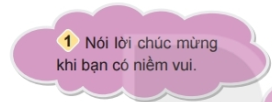 1 Nói lời chúc mừng
khi bạn có niềm vui.